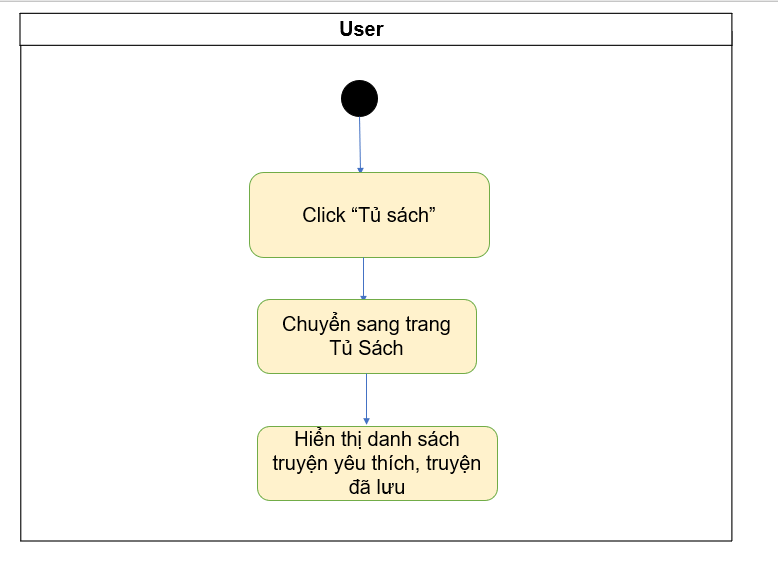 User
Click “Tủ sách”
Chuyển sang trang
Tủ Sách
Hiển thị danh sách
truyện yêu thích, truyện
đã lưu